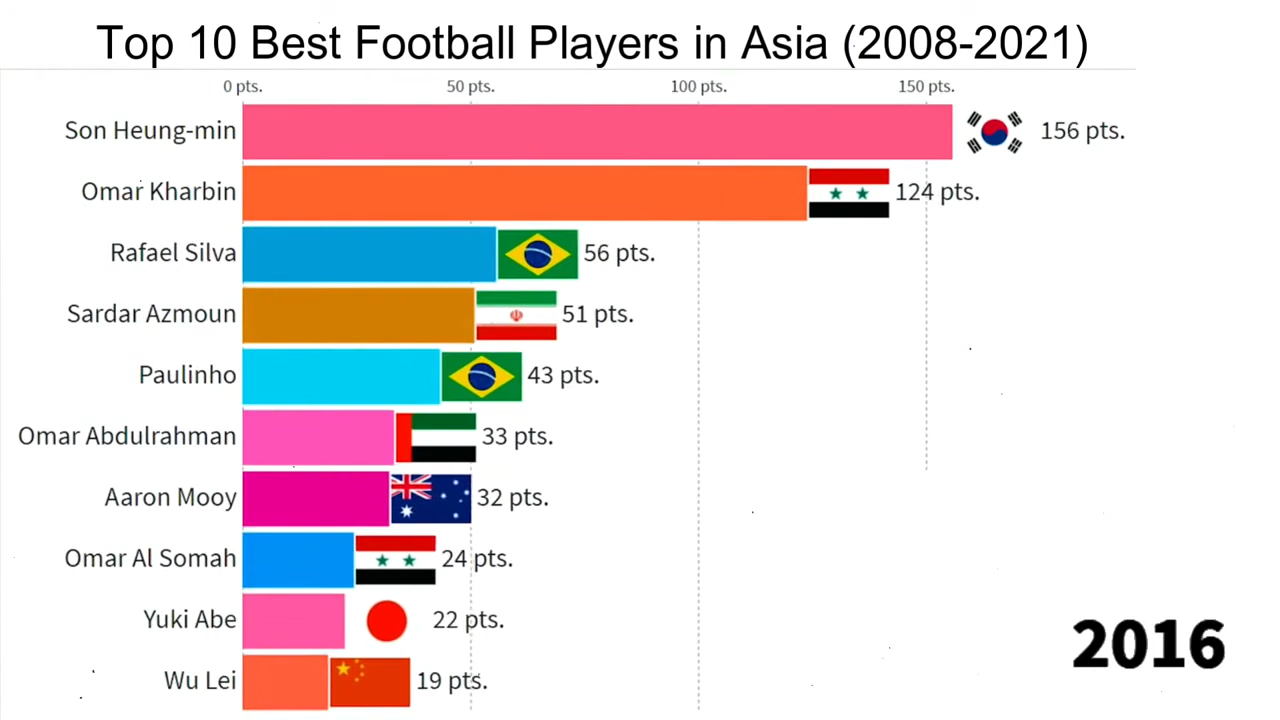 Top 10 Best Football Players in Asia (2008-2021)
0 pts. 50 pts. 100 pts. 150 pts.
Son Heung-min 156 pts.
Omar Kharbin 124 pts.
Rafael Silva 56 pts.
Sardar Azmoun 51 pts.
Paulinho 43 pts.
Omar Abdulrahman 33 pts.
Aaron Mooy 32 pts.
Omar Al Somah 24 pts.
Yuki Abe 22 pts.
Wu Lei 19 pts.
2016